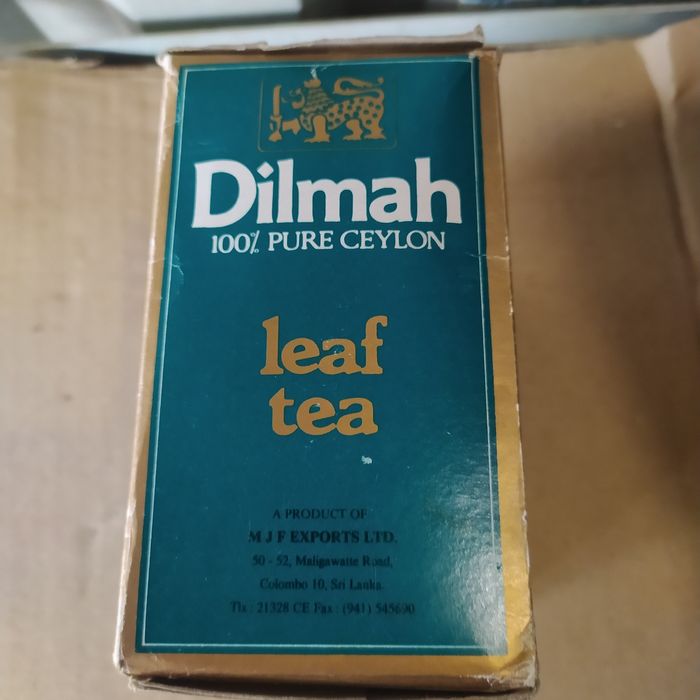 Dilmah
100% PURE CEYLON
leaf
tea
A PRODUCT OF
M J F EXPORTS LTD.
50 - 52, Maligawatte Road,
Colombo 10, Sri Lanka.
Tlx : 21328 CE Fax : (941) 545690